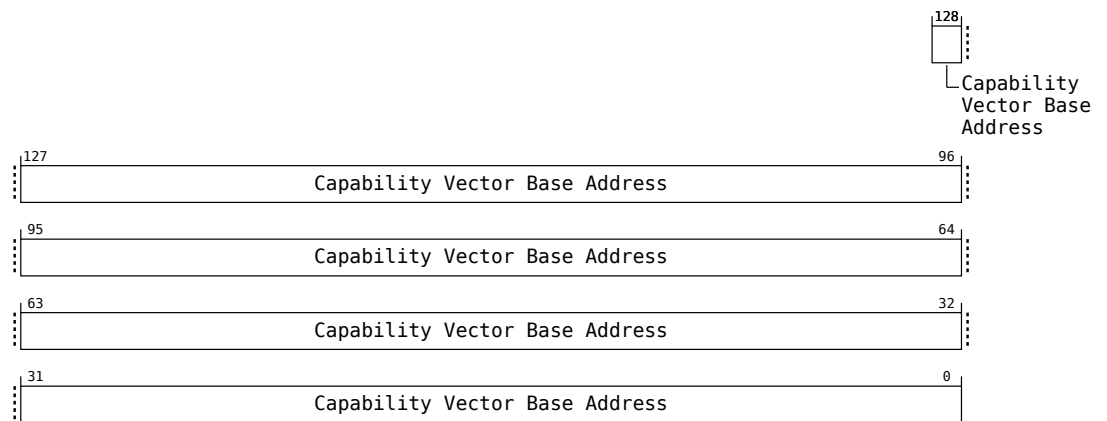 128
Capability
Vector Base
Address
127 96
Capability Vector Base Address
95 64
Capability Vector Base Address
63 32
Capability Vector Base Address
31 0
Capability Vector Base Address